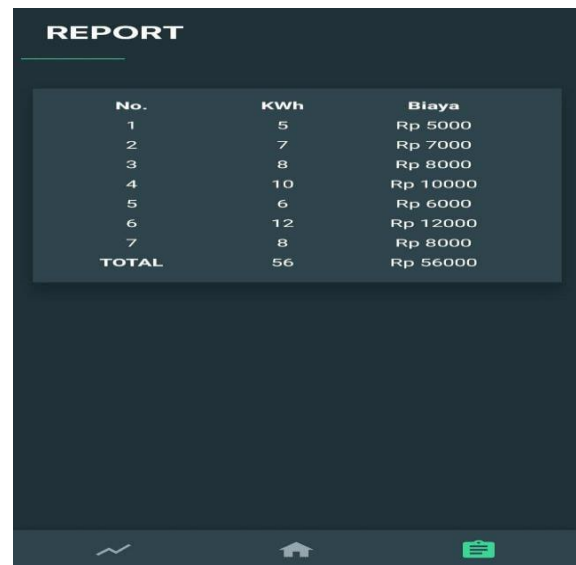 REPORT
No. KWh Biaya
1 5 Rp 5000
2 7 Rp 7000
3 8 Rp 8000
4 10 Rp 10000
5 6 Rp 6000
6 12 Rp 12000
7 8 Rp 8000
TOTAL 56 Rp 56000